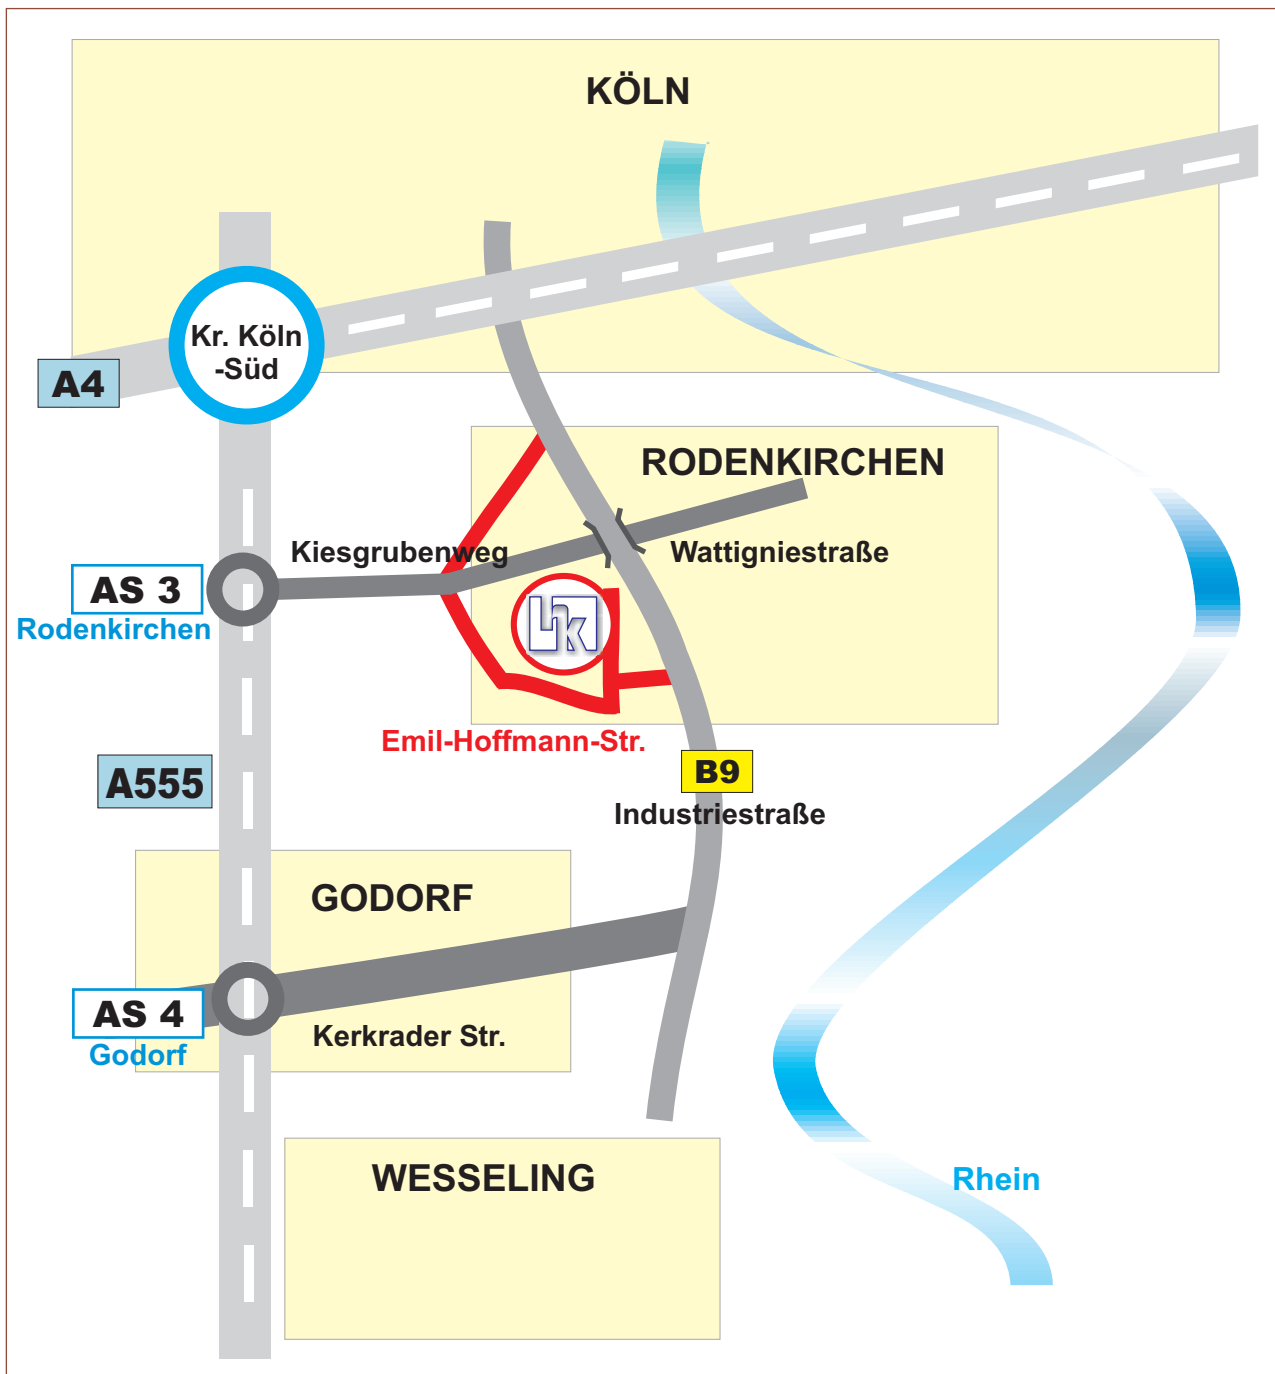 KÖLN
Kr. Köln
-Süd
A4
RODENKIRCHEN
Kiesgrubenweg
Wattigniestraße
AS 3
Rodenkirchen
hk
Emil-Hoffmann-Str.
B9
A555
Industriestraße
GODORF
AS 4
Kerkrader Str.
Godorf
WESSELING
Rhein